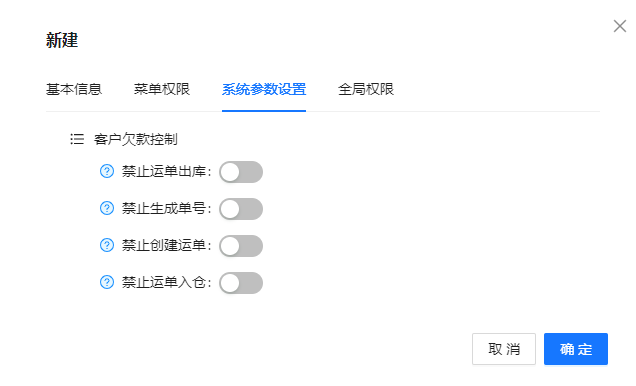 新建
基本信息 菜单权限 系统参数设置 全局权限
客户欠款控制
禁止运单出库:
禁止生成单号:
禁止创建运单:
禁止运单入仓:
取 消 确 定